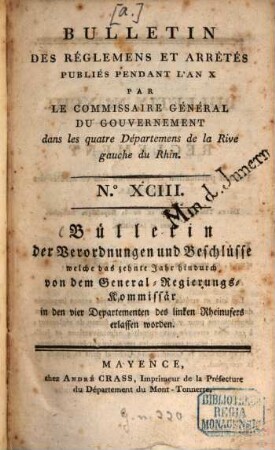 [a.]
BULLETIN
DES RÉGLEMENS ET ARRÊTÉS
PUBLIÉS PENDANT L'AN X
PAR
LE COMMISSAIRE GÉNÉRAL
DU GOUVERNEMENT
dans les quatre Départemens de la Rive
gauche du Rhin.
N.° XCIII.
Min. d. Innern
Büllerin
der Verordnungen und Beschlüsse
welche das zehnte Jahr hindurch
von dem General-Regierungs-
Kommissär
in den vier Departementen des linken Rheinufers
erlassen worden.
MAYENCE,
chez ANDRÉ CRASS, Imprimeur de la Préfecture
du Département du Mont-Tonnerre.
BIBLIOTHECA
REGIA
MONACENSIS.